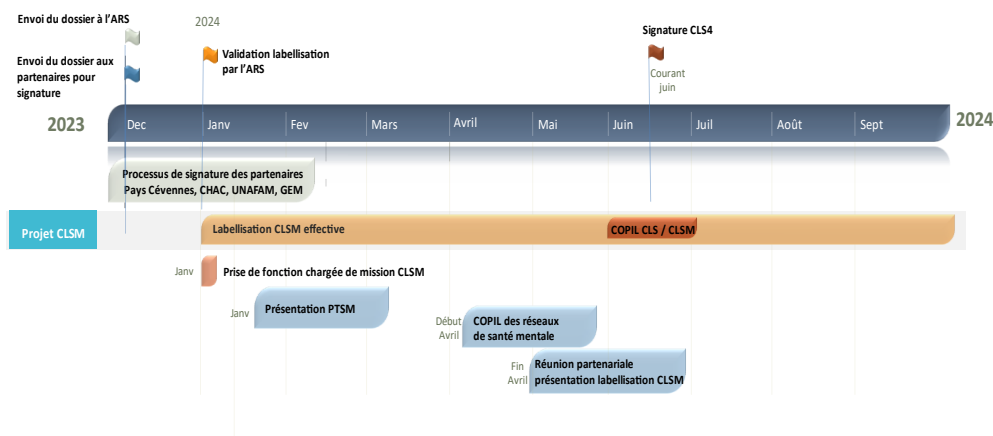 Envoi du dossier à l'ARS
2024
Signature CLS4
Validation labellisation
par l'ARS
Envoi du dossier aux
partenaires pour
signature
Courant
juin
2023
Dec
Janv
Fev
Mars
Avril
Mai
Juin
Juil
Août
Sept
2024
Processus de signature des partenaires
Pays Cévennes, CHAC, UNAFAM, GEM
Projet CLSM
Labellisation CLSM effective
COPIL CLS / CLSM
Janv
Prise de fonction chargée de mission CLSM
Janv
Présentation PTSM
Début
Avril
COPIL des réseaux
de santé mentale
Fin
Avril
Réunion partenariale
présentation labellisation CLSM